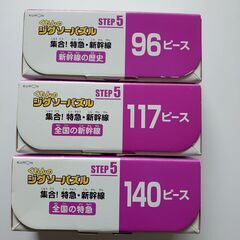 KUMON
STEP 5
くもんの
ジグソーパズル
集合!特急・新幹線
新幹線の歴史
96ピース
STEP 5
くもんの
ジグソーパズル
集合!特急・新幹線
全国の新幹線
117ピース
STEP 5
くもんの
ジグソーパズル
集合!特急・新幹線
全国の特急
140ピース